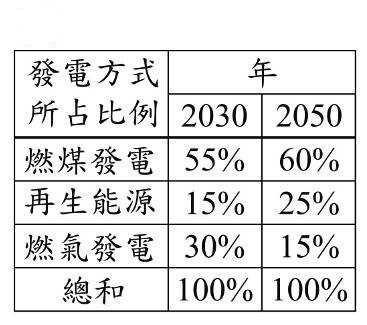 發電方式所占比例 年
2030 2050
燃煤發電 55% 60%
再生能源 15% 25%
燃氣發電 30% 15%
總和 100% 100%